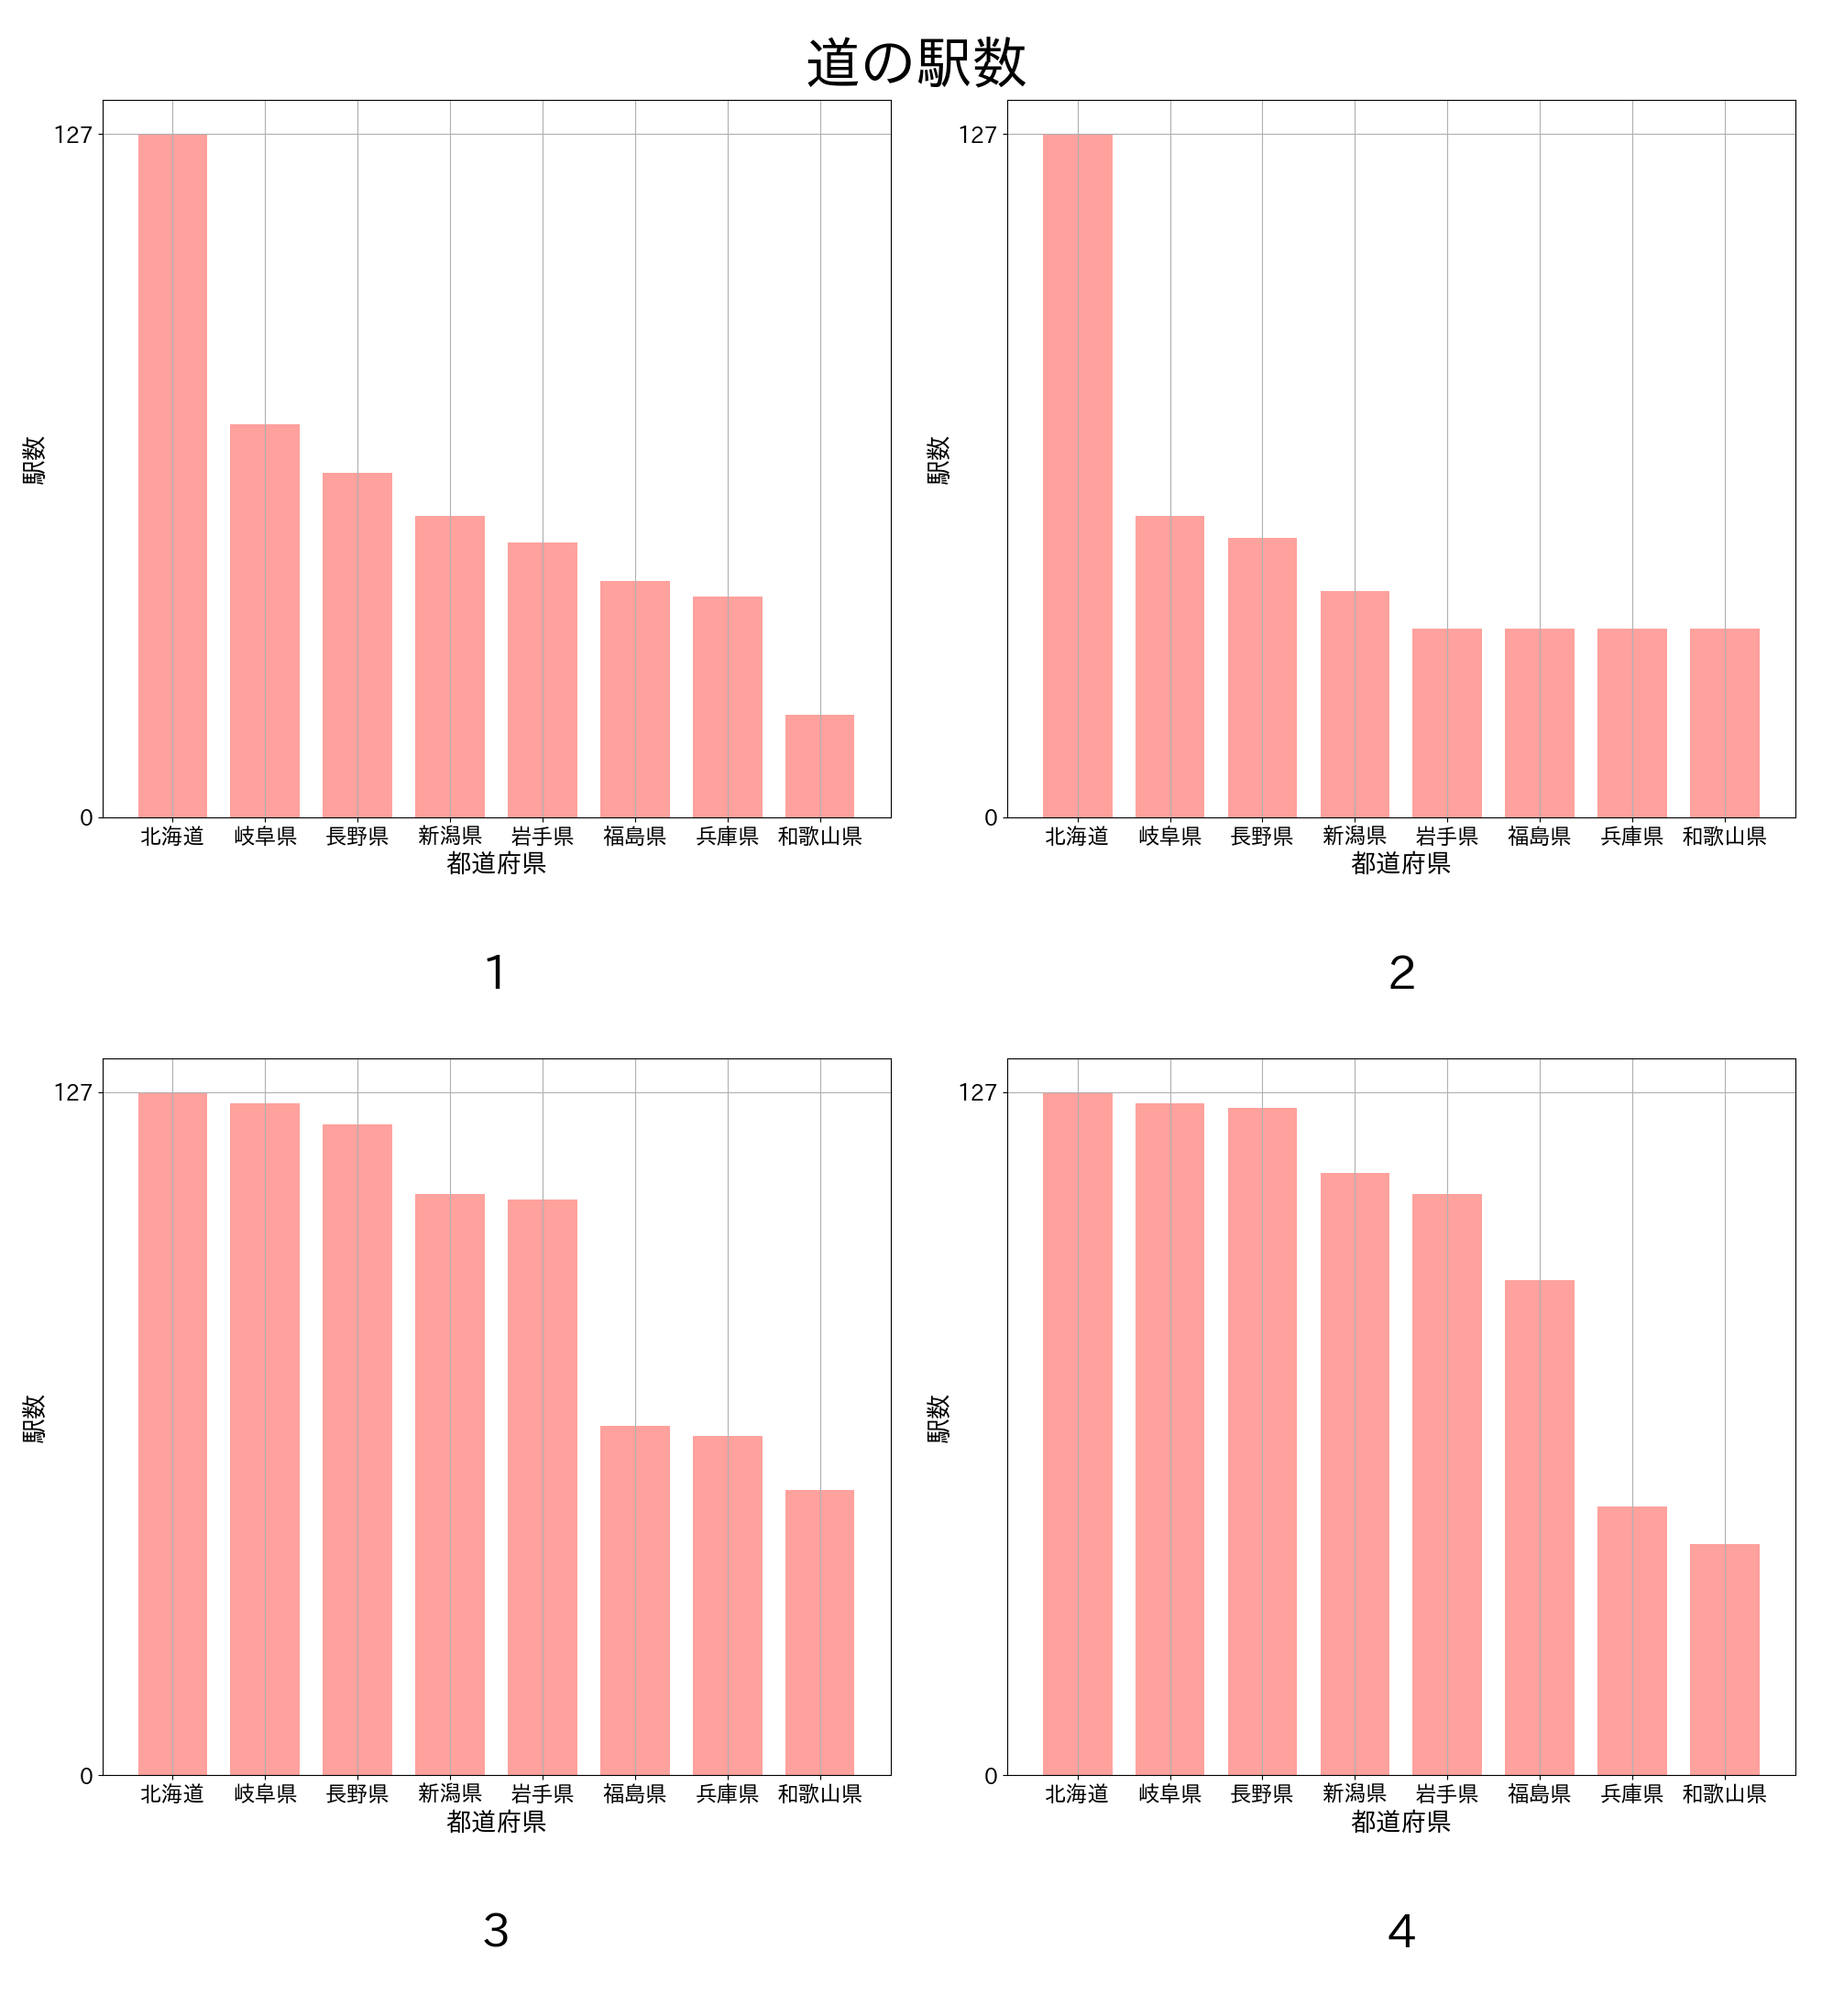 道の駅数
127
駅数
0
北海道 岐阜県 長野県 新潟県 岩手県 福島県 兵庫県 和歌山県
都道府県
1
127
駅数
0
北海道 岐阜県 長野県 新潟県 岩手県 福島県 兵庫県 和歌山県
都道府県
2
127
駅数
0
北海道 岐阜県 長野県 新潟県 岩手県 福島県 兵庫県 和歌山県
都道府県
3
127
駅数
0
北海道 岐阜県 長野県 新潟県 岩手県 福島県 兵庫県 和歌山県
都道府県
4